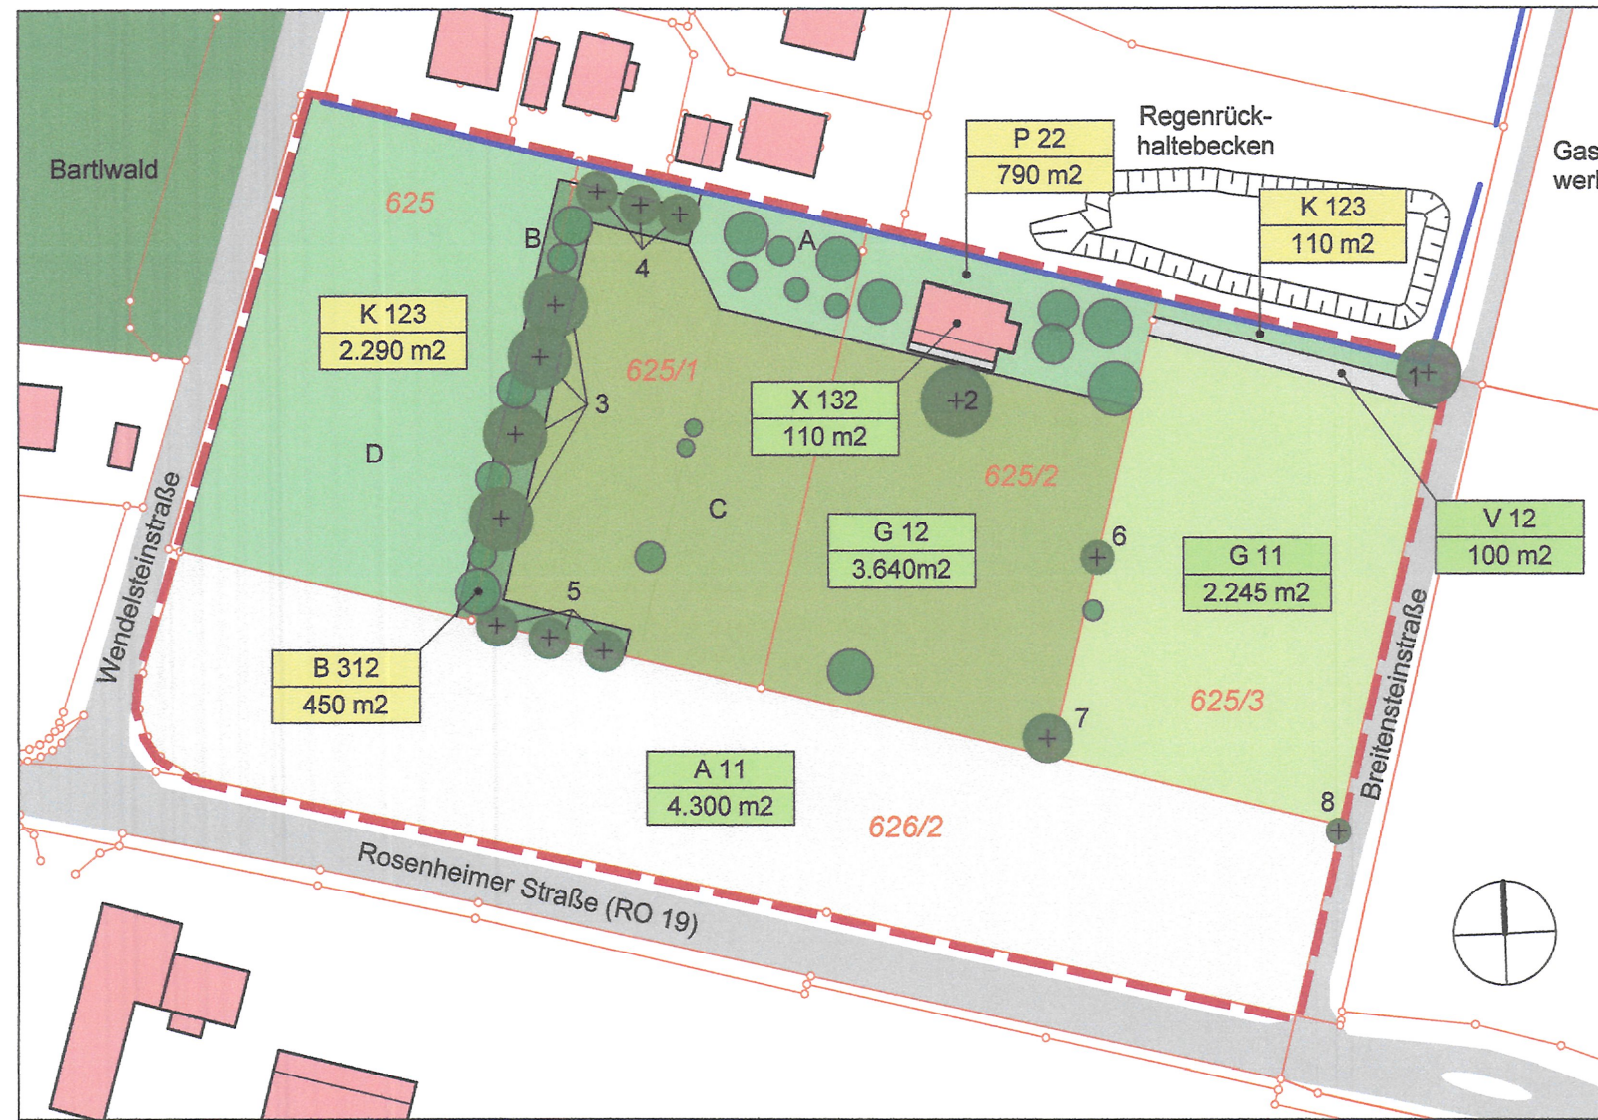 Bartlwald
Regenrück-
haltebecken
Gas
werl
P 22
790 m2
K 123
110 m2
625
B
A
4
K 123
2.290 m2
625/1
3
X 132
110 m2
2
1
D
C
625/2
G 12
3.640m2
6
G 11
2.245 m2
V 12
100 m2
5
B 312
450 m2
7
625/3
8
A 11
4.300 m2
626/2
Wendelsteinstraße
Breitensteinstraße
Rosenheimer Straße (RO 19)